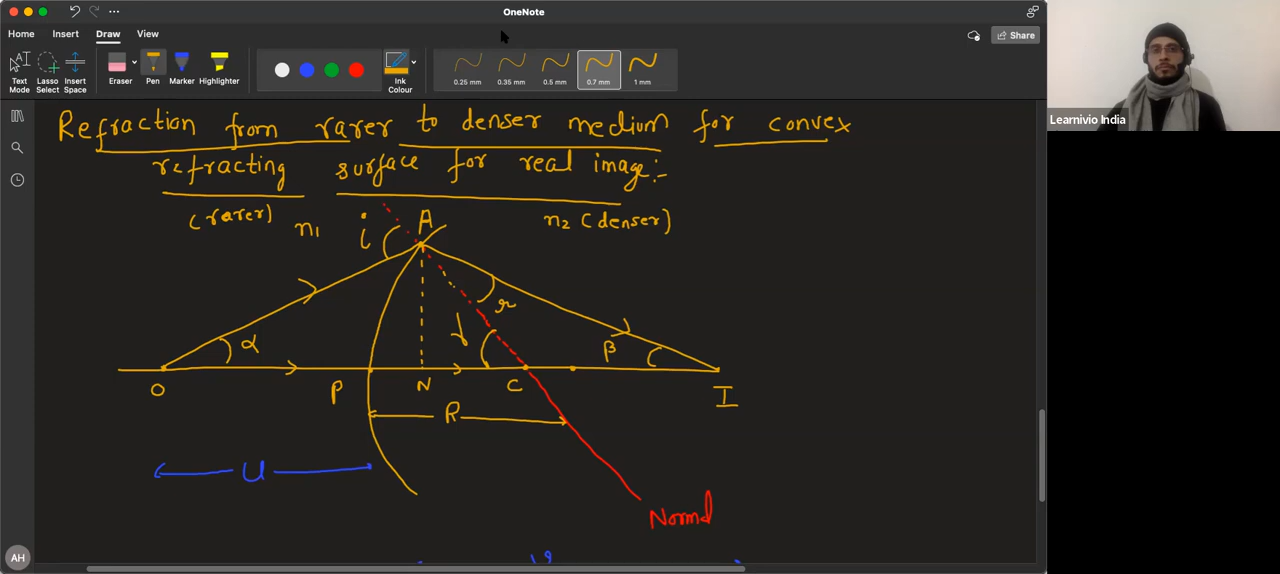 OneNote
Home Insert Draw View
Share
Text Mode
Lasso Select
Insert Space
Eraser
Pen
Marker
Highlighter
Ink Colour
0.25 mm
0.35 mm
0.5 mm
0.7 mm
1 mm
Learnivio India
Refraction from rarer to denser medium for convex
refracting surface for real image:-
(rarer) n1 n2 (denser)
i A
r
α γ β
O P N C I
R
U
Normal
AH